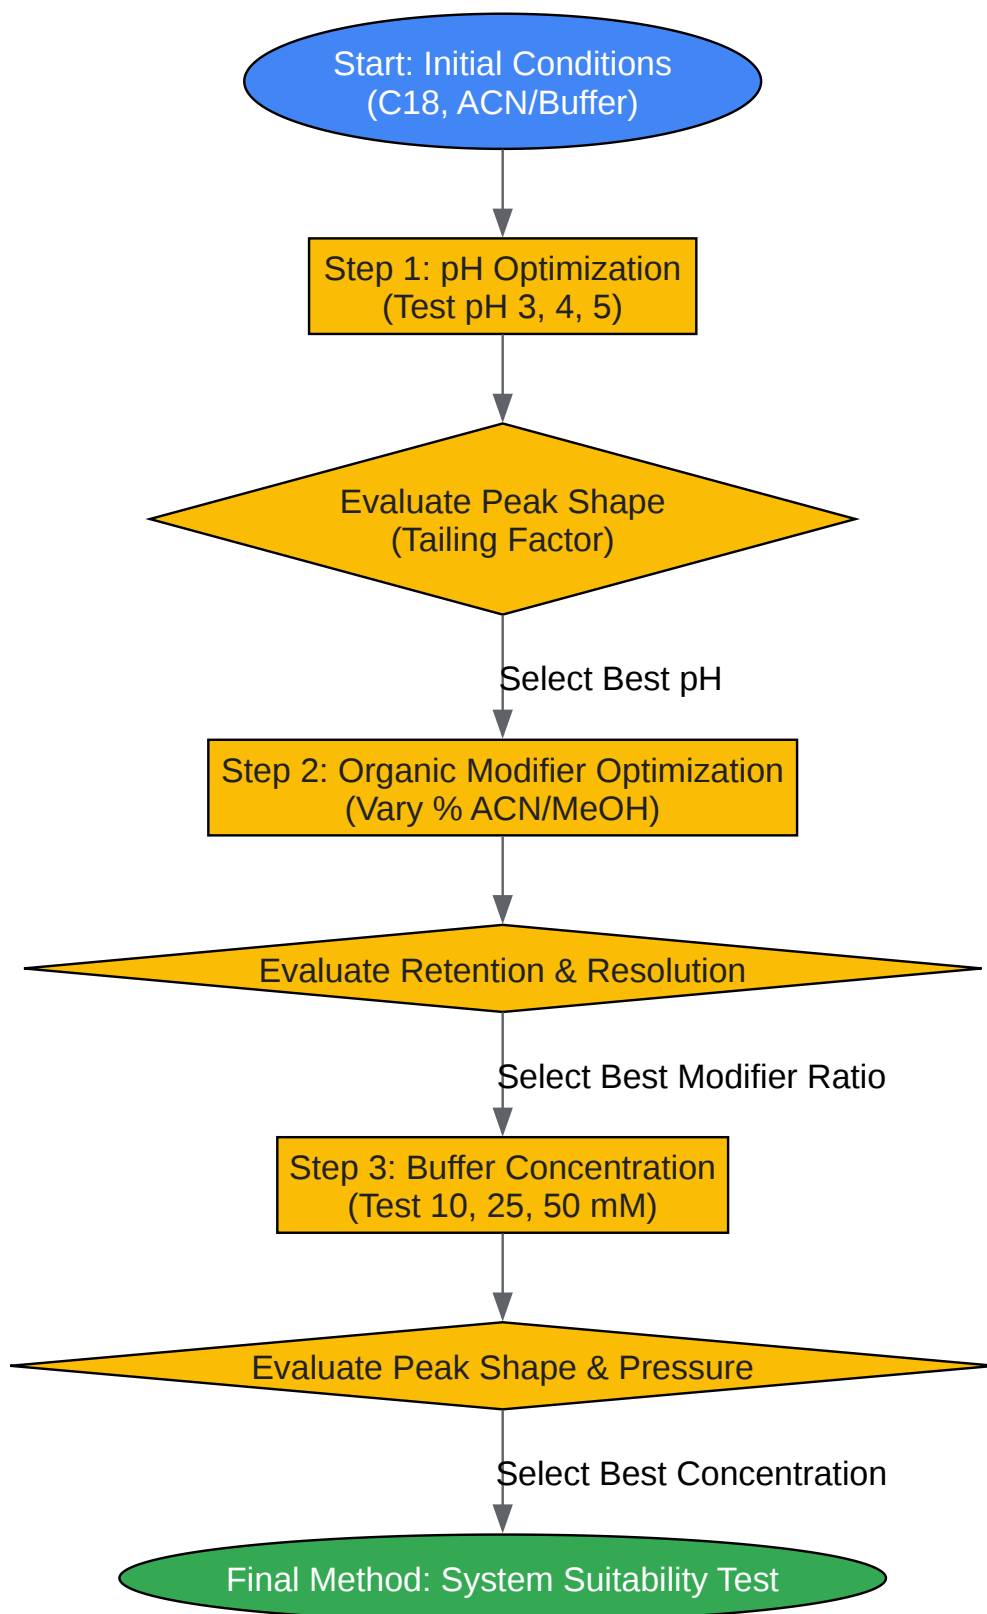 Start: Initial Conditions
(C18, ACN/Buffer)
Step 1: pH Optimization
(Test pH 3, 4, 5)
Evaluate Peak Shape
(Tailing Factor)
Select Best pH
Step 2: Organic Modifier Optimization
(Vary % ACN/MeOH)
Evaluate Retention & Resolution
Select Best Modifier Ratio
Step 3: Buffer Concentration
(Test 10, 25, 50 mM)
Evaluate Peak Shape & Pressure
Select Best Concentration
Final Method: System Suitability Test